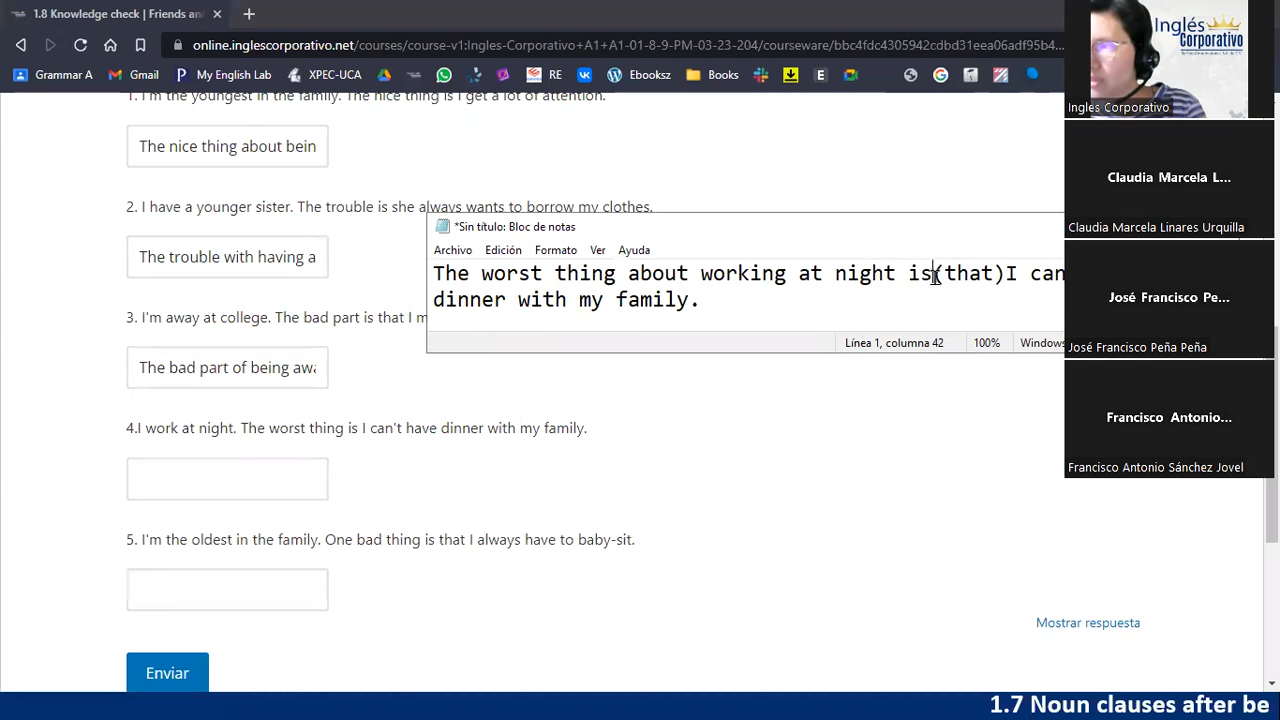 1.8 Knowledge check | Friends an
online.inglescorporativo.net/courses/course-v1:Ingles-Corporativo+A1+A1-01-8-9-PM-03-23-204/courseware/bbc4fdc4305942cdbd31eea06adf95b4...
Grammar A
Gmail
My English Lab
XPEC-UCA
RE
Ebooksz
Books
Inglés
Corporativo
Ingles Corporativo
1. I'm the youngest in the family. The nice thing is I get a lot of attention.
The nice thing about bein
2. I have a younger sister. The trouble is she always wants to borrow my clothes.
The trouble with having a
*Sin título: Bloc de notas
Archivo Edición Formato Ver Ayuda
The worst thing about working at night is(that)I can
dinner with my family.
Línea 1, columna 42
100%
Windows
3. I'm away at college. The bad part is that I m
The bad part of being awa
4.I work at night. The worst thing is I can't have dinner with my family.
5. I'm the oldest in the family. One bad thing is that I always have to baby-sit.
Mostrar respuesta
Enviar
Claudia Marcela L...
Claudia Marcela Linares Urquilla
José Francisco Pe...
José Francisco Peña Peña
Francisco Antonio...
Francisco Antonio Sánchez Jovel
1.7 Noun clauses after be